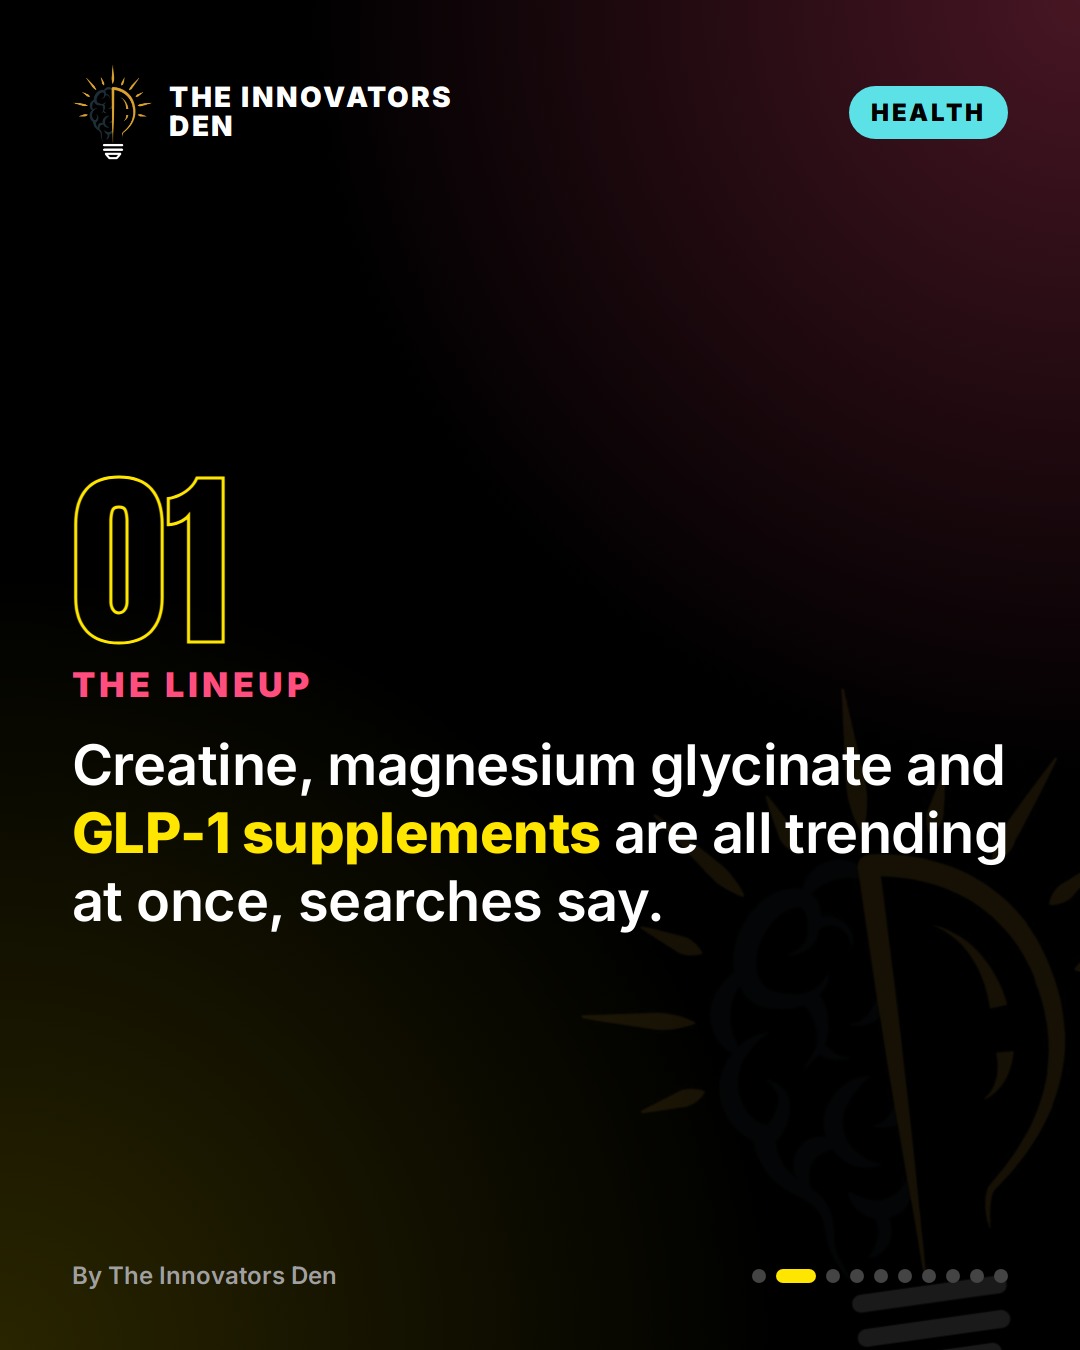 THE INNOVATORS
DEN
HEALTH
01
THE LINEUP
Creatine, magnesium glycinate and
GLP-1 supplements are all trending
at once, searches say.
By The Innovators Den